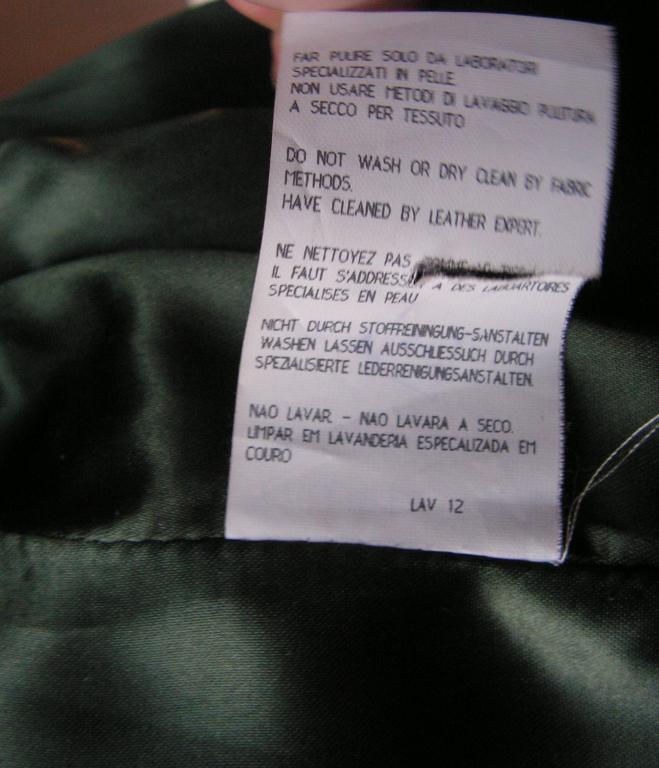 FAR PULIRE SOLO DA LABORATORI
SPECIALIZZATI IN PELLE
NON USARE METODI DI LAVAGGIO PULITURA
A SECCO PER TESSUTO
DO NOT WASH OR DRY CLEAN BY FABRIC
METHODS.
HAVE CLEANED BY LEATHER EXPERT.
NE NETTOYEZ PAS
IL FAUT S'ADDRESS A DES LABUARTOIRES
SPECIALISES EN PEAU
NICHT DURCH STOFFREININGUNG-SANSTALTEN
WASHEN LASSEN AUSSCHLIESSUCH DURCH
SPEZIALISIERTE LEDERRENIGUNGSANSTALTEN.
NAO LAVAR - NAO LAVARA A SECO.
LIMPAR EM LAVANDERIA ESPECALIZADA EM
COURO
LAV 12